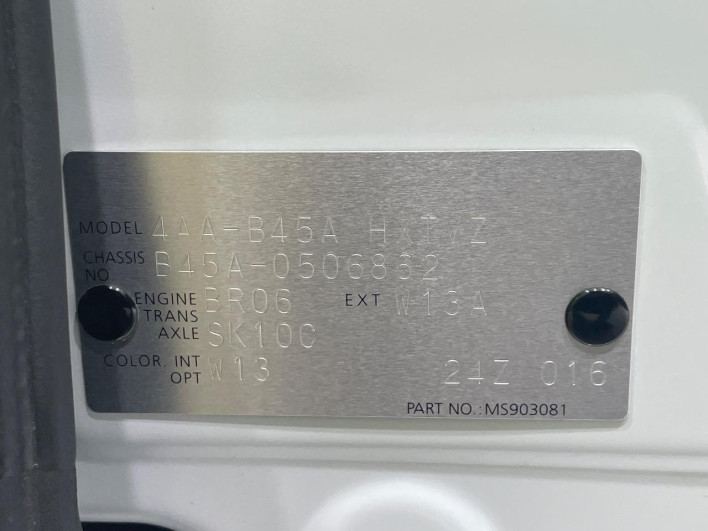 MODEL 4AA-B45A HXTVZ
CHASSIS NO B45A-0506832
ENGINE BR06 EXT W13A
TRANS AXLE SK10C
COLOR. INT W13
OPT 24Z 016
PART NO.:MS903081